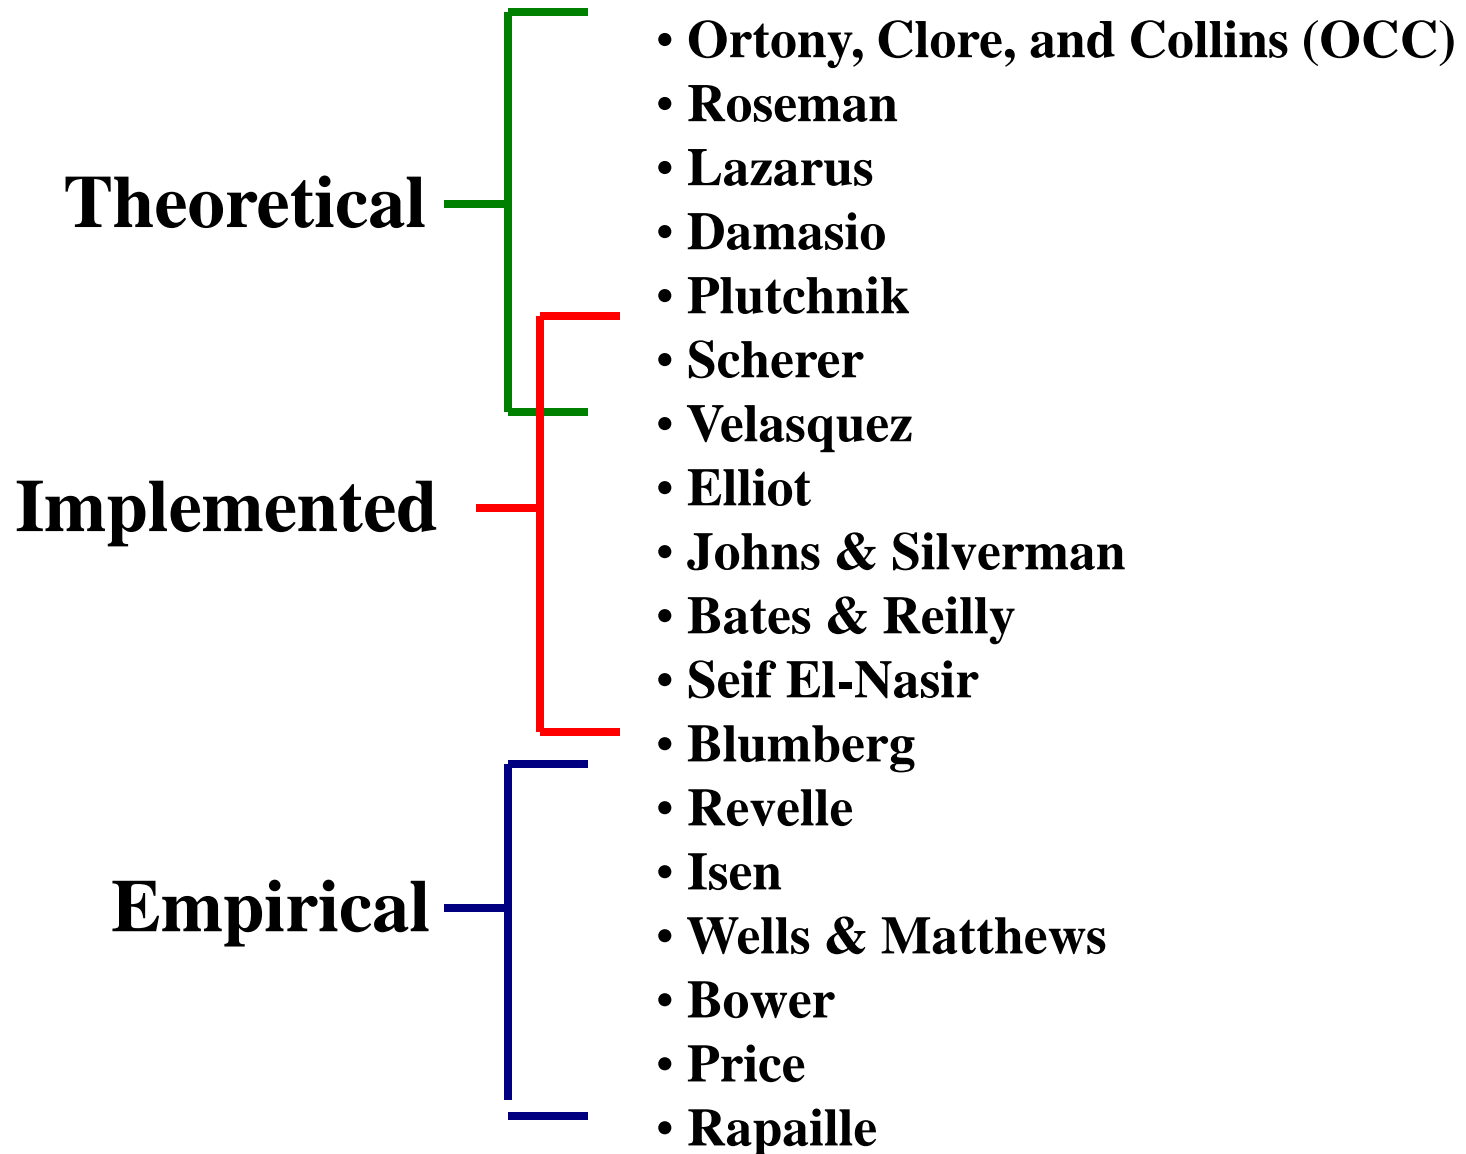 • Ortony, Clore, and Collins (OCC)
• Roseman
• Lazarus
Theoretical
• Damasio
• Plutchnik
• Scherer
• Velasquez
• Elliot
Implemented
• Johns & Silverman
• Bates & Reilly
• Seif El-Nasir
• Blumberg
• Revelle
• Isen
Empirical
• Wells & Matthews
• Bower
• Price
• Rapaille